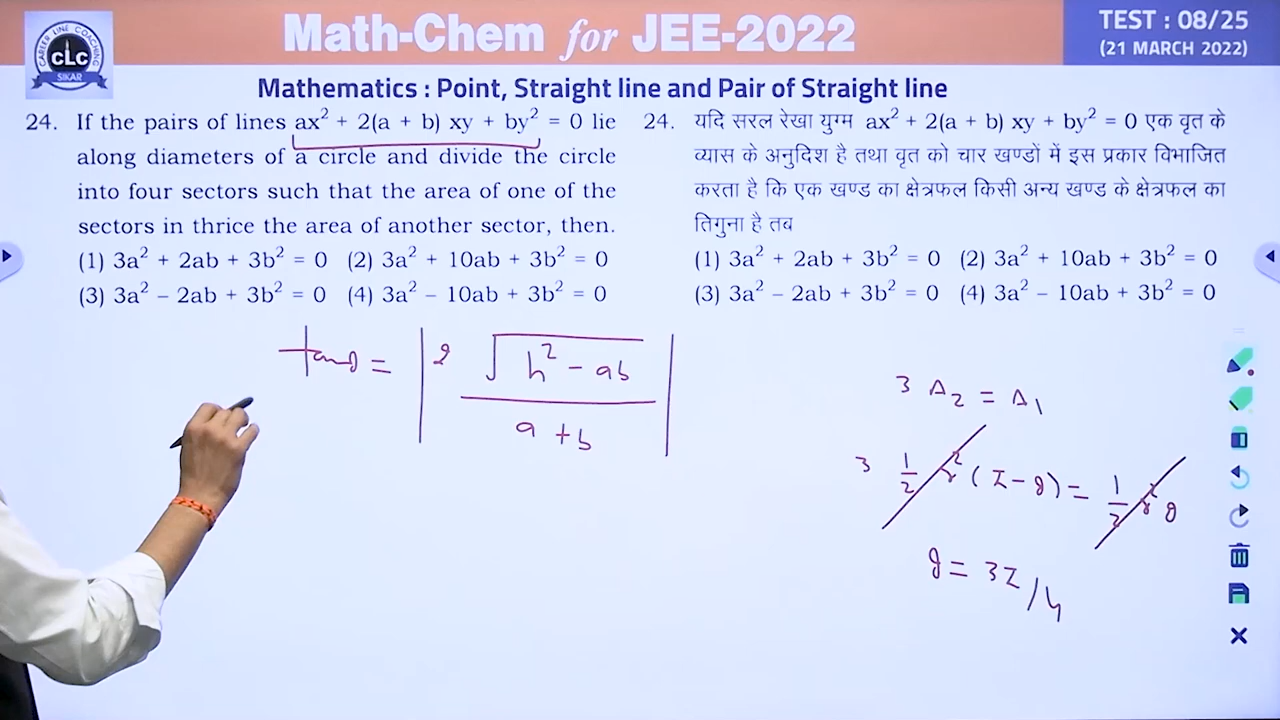 CAREER LINE COACHING
CLC
SIKAR
Math-Chem for JEE-2022
TEST : 08/25
(21 MARCH 2022)
Mathematics : Point, Straight line and Pair of Straight line
24. If the pairs of lines ax² + 2(a + b) xy + by² = 0 lie
along diameters of a circle and divide the circle
into four sectors such that the area of one of the
sectors in thrice the area of another sector, then.
(1) 3a² + 2ab + 3b² = 0 (2) 3a² + 10ab + 3b² = 0
(3) 3a² – 2ab + 3b² = 0 (4) 3a² – 10ab + 3b² = 0
24. यदि सरल रेखा युग्म ax² + 2(a + b) xy + by² = 0 एक वृत के
व्यास के अनुदिश है तथा वृत को चार खण्डों में इस प्रकार विभाजित
करता है कि एक खण्ड का क्षेत्रफल किसी अन्य खण्ड के क्षेत्रफल का
तिगुना है तब
(1) 3a² + 2ab + 3b² = 0 (2) 3a² + 10ab + 3b² = 0
(3) 3a² – 2ab + 3b² = 0 (4) 3a² – 10ab + 3b² = 0
tanθ = | 2 √(h² – ab) / a + b |
3 Δ₂ = Δ₁
3 1/2 r² (π – θ) = 1/2 r² θ
θ = 3π/4